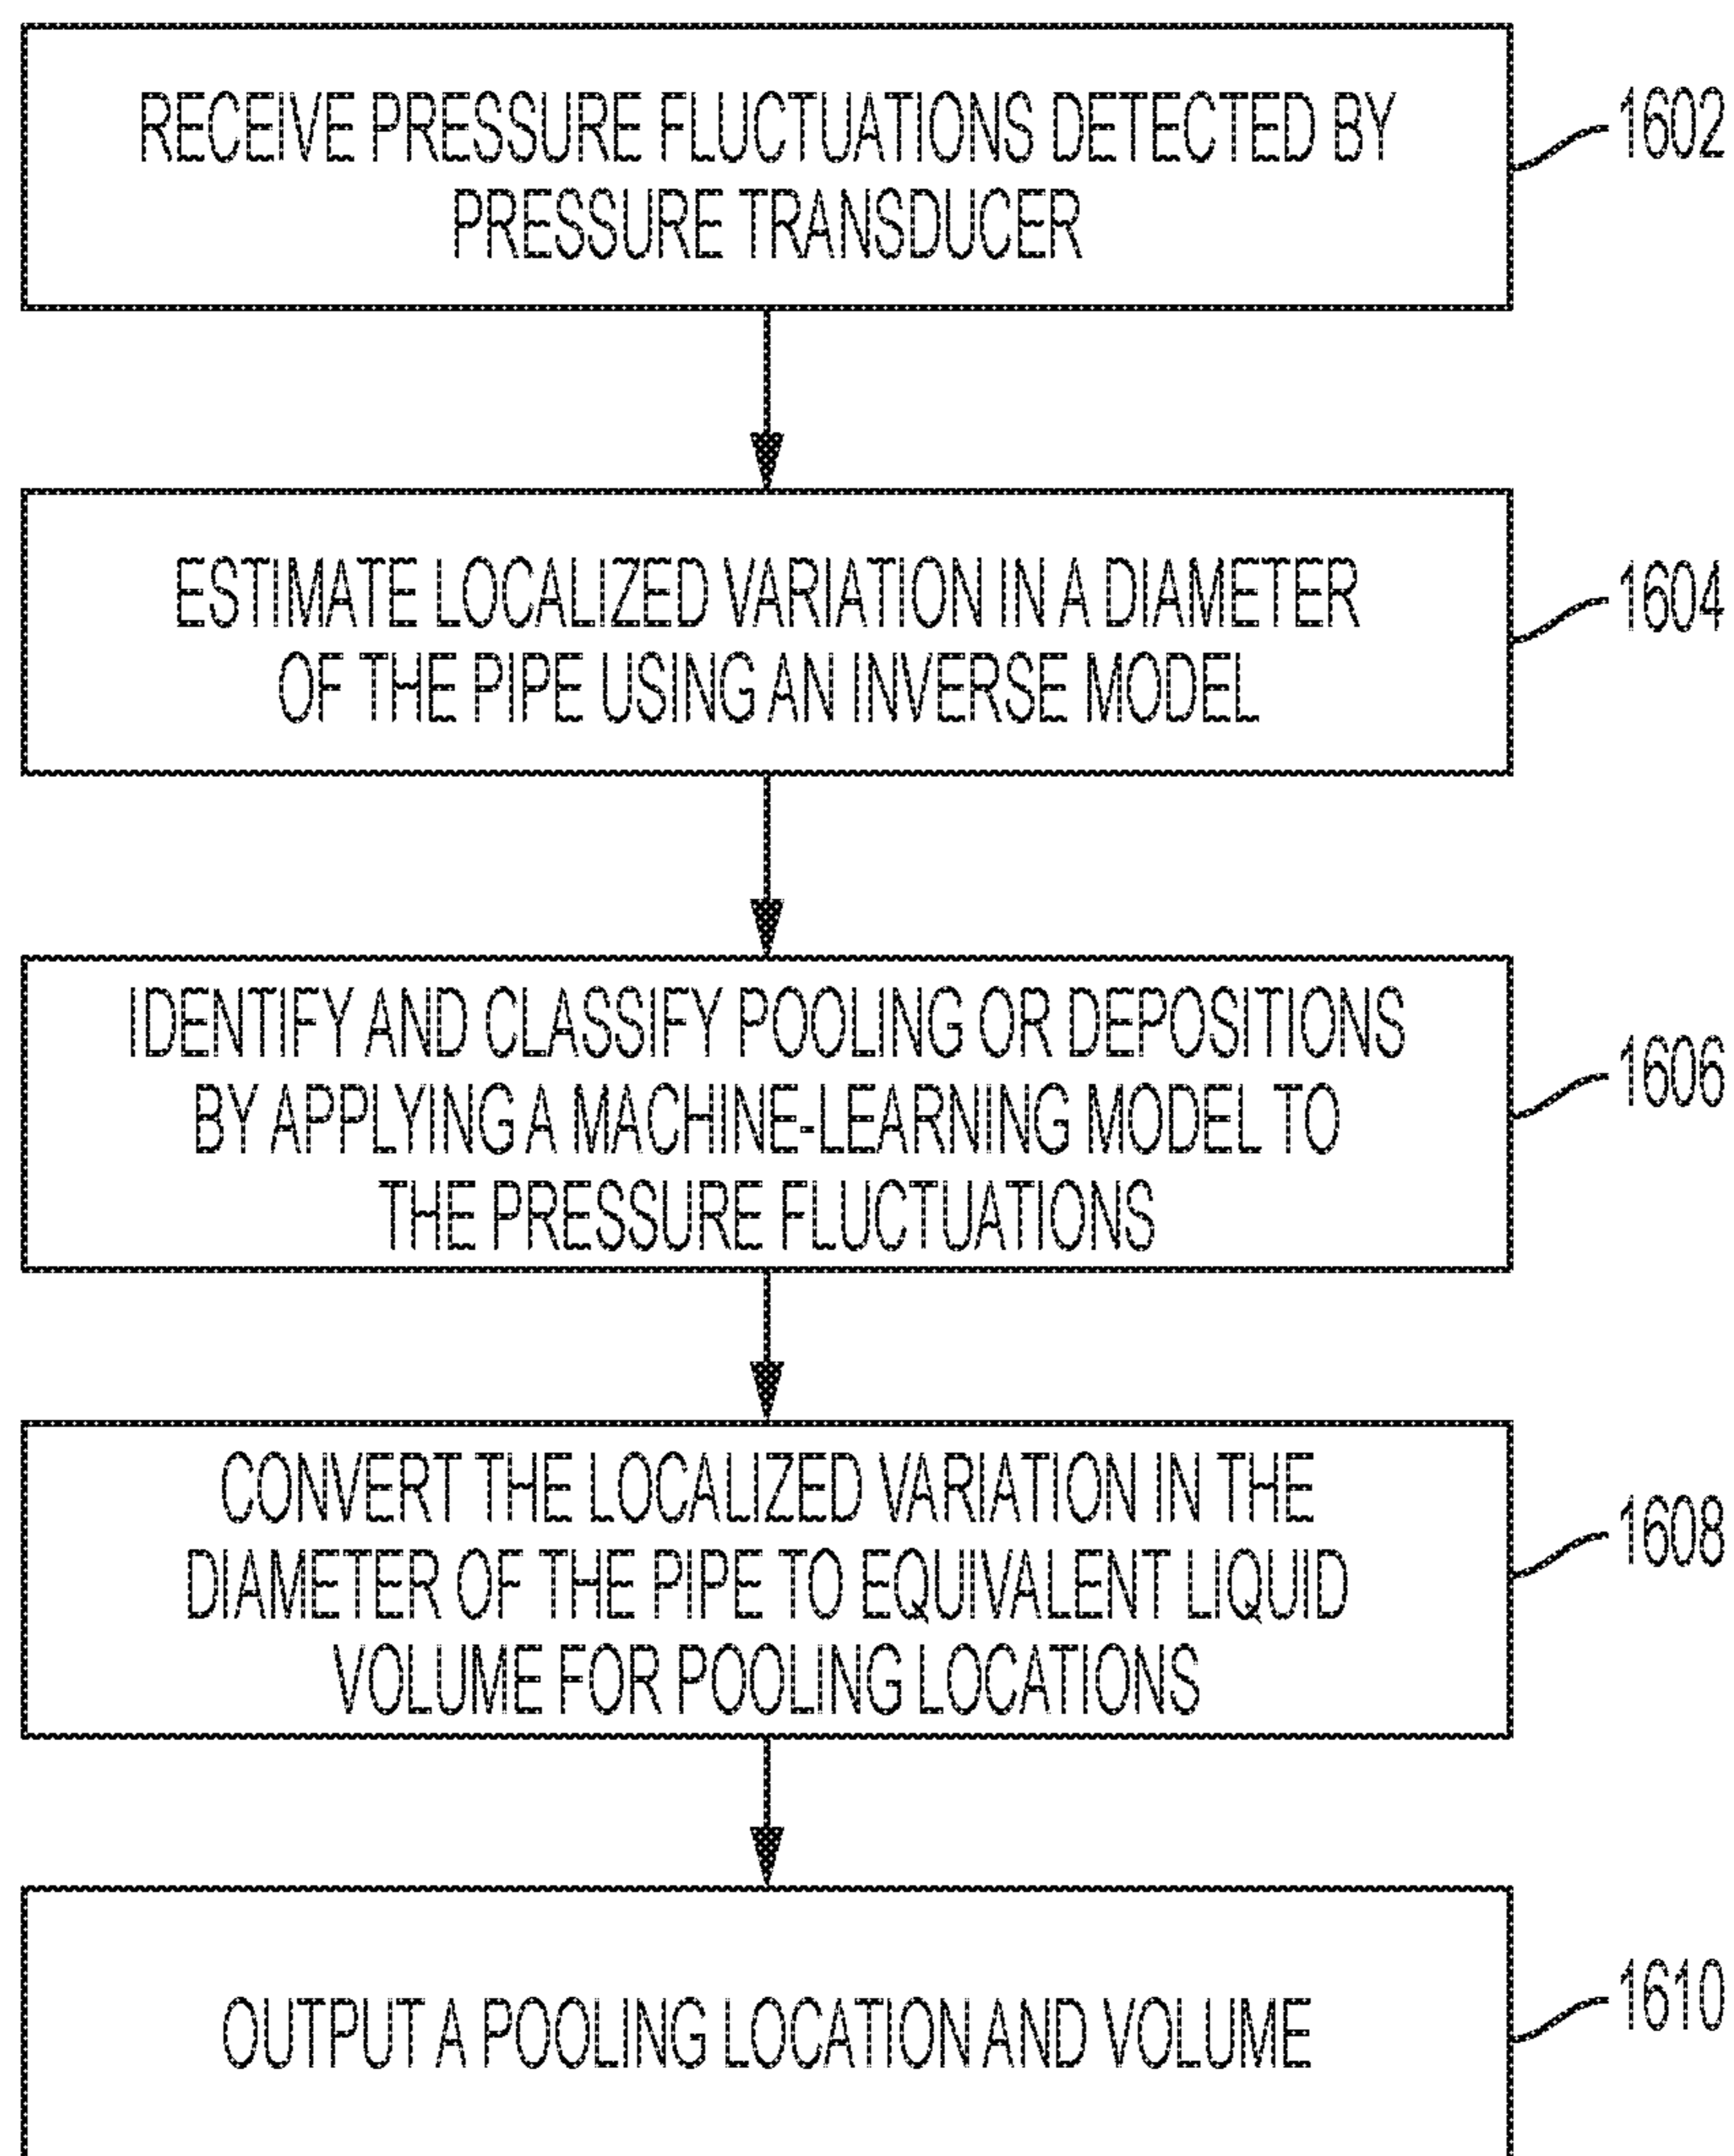 RECEIVE PRESSURE FLUCTUATIONS DETECTED BY
PRESSURE TRANSDUCER
1602
ESTIMATE LOCALIZED VARIATION IN A DIAMETER
OF THE PIPE USING AN INVERSE MODEL
1604
IDENTIFY AND CLASSIFY POOLING OR DEPOSITIONS
BY APPLYING A MACHINE-LEARNING MODEL TO
THE PRESSURE FLUCTUATIONS
1606
CONVERT THE LOCALIZED VARIATION IN THE
DIAMETER OF THE PIPE TO EQUIVALENT LIQUID
VOLUME FOR POOLING LOCATIONS
1608
OUTPUT A POOLING LOCATION AND VOLUME
1610